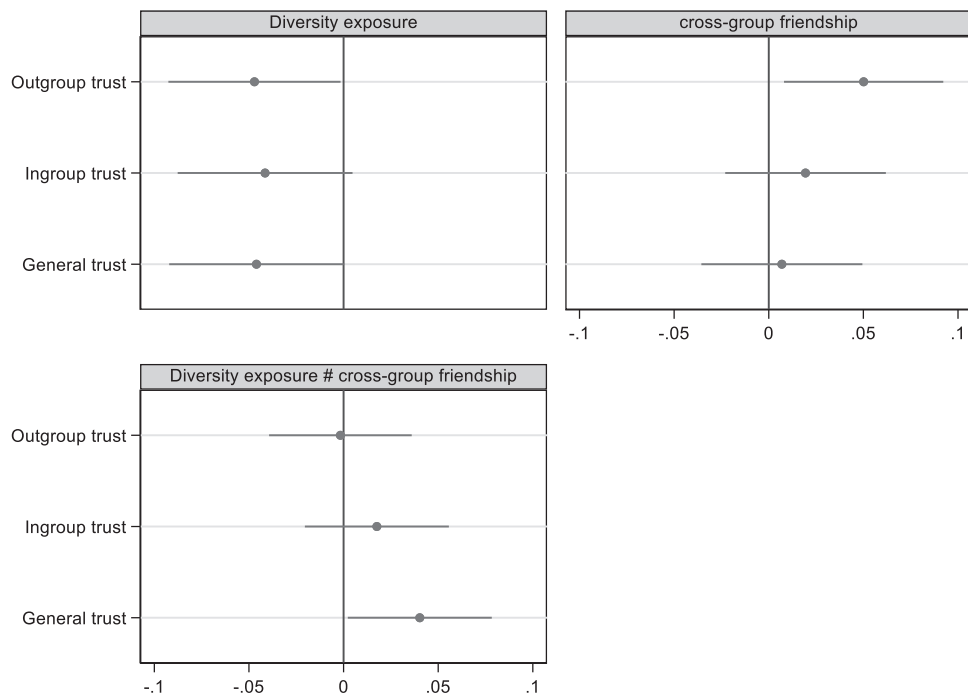 Diversity exposure
cross-group friendship
Outgroup trust
Ingroup trust
General trust
-.1 -.05 0 .05 .1
Diversity exposure # cross-group friendship
Outgroup trust
Ingroup trust
General trust
-.1 -.05 0 .05 .1